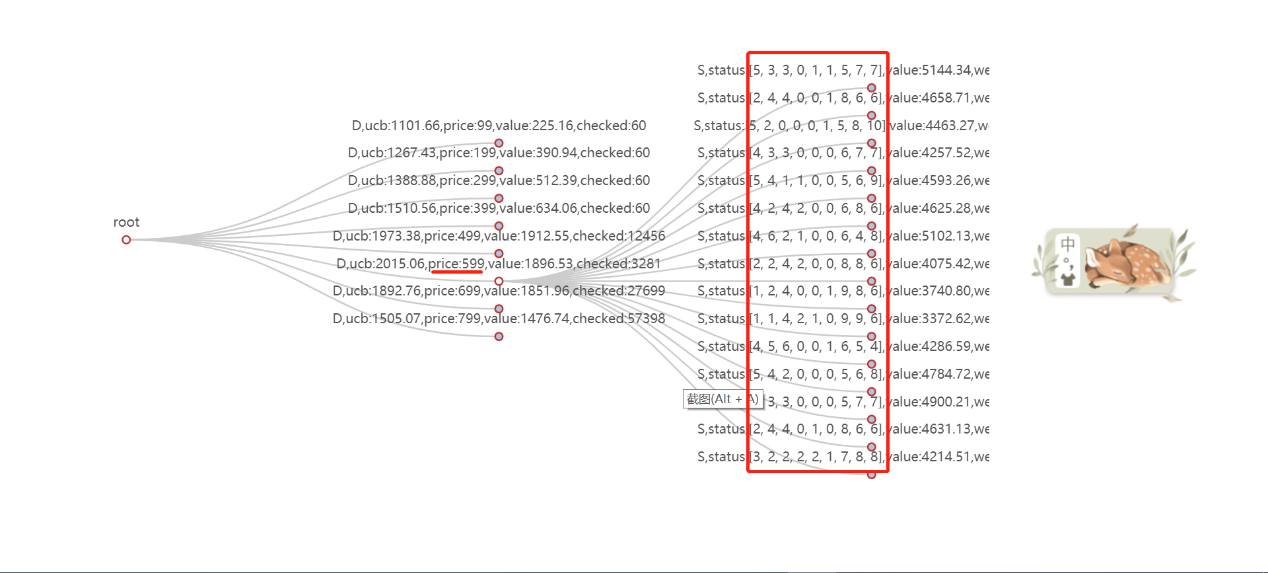 root
D,ucb:1101.66,price:99,value:225.16,checked:60
D,ucb:1267.43,price:199,value:390.94,checked:60
D,ucb:1388.88,price:299,value:512.39,checked:60
D,ucb:1510.56,price:399,value:634.06,checked:60
D,ucb:1973.38,price:499,value:1912.55,checked:12456
D,ucb:2015.06,price:599,value:1896.53,checked:3281
D,ucb:1892.76,price:699,value:1851.96,checked:27699
D,ucb:1505.07,price:799,value:1476.74,checked:57398
S,status:[5, 3, 3, 0, 1, 1, 5, 7, 7],value:5144.34,we
S,status:[2, 4, 4, 0, 0, 1, 8, 6, 6],value:4658.71,we
S,status:[5, 2, 0, 0, 0, 1, 5, 8, 10],value:4463.27,w
S,status:[4, 3, 3, 0, 0, 0, 6, 7, 7],value:4257.52,we
S,status:[5, 4, 1, 1, 0, 0, 5, 6, 9],value:4593.26,we
S,status:[4, 2, 4, 2, 0, 0, 6, 8, 6],value:4625.28,we
S,status:[4, 6, 2, 1, 0, 0, 6, 4, 8],value:5102.13,we
S,status:[2, 2, 4, 2, 0, 0, 8, 8, 6],value:4075.42,we
S,status:[1, 2, 4, 0, 0, 1, 9, 8, 6],value:3740.80,we
S,status:[1, 1, 4, 2, 1, 0, 9, 9, 6],value:3372.62,we
S,status:[4, 5, 6, 0, 0, 1, 6, 5, 4],value:4286.59,we
S,status:[5, 4, 2, 0, 0, 0, 5, 6, 8],value:4784.72,we
3, 3, 0, 0, 0, 5, 7, 7],value:4900.21,we
S,status:[2, 4, 4, 0, 1, 0, 8, 6, 6],value:4631.13,we
S,status:[3, 2, 2, 2, 2, 1, 7, 8, 8],value:4214.51,we
截图(Alt + A)
中
。,